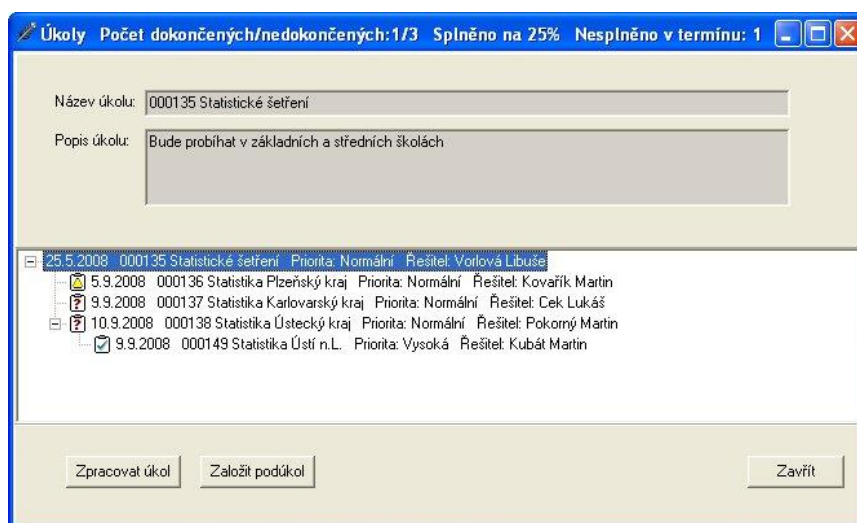 Úkoly Počet dokončených/nedokončených:1/3 Splněno na 25% Nesplněno v termínu: 1
Název úkolu: 000135 Statistické šetření
Popis úkolu: Bude probíhat v základních a středních školách
25.5.2008 000135 Statistické šetření Priorita: Normální Řešitel: Vorlová Libuše
5.9.2008 000136 Statistika Plzeňský kraj Priorita: Normální Řešitel: Kovařík Martin
9.9.2008 000137 Statistika Karlovarský kraj Priorita: Normální Řešitel: Cek Lukáš
10.9.2008 000138 Statistika Ústecký kraj Priorita: Normální Řešitel: Pokorný Martin
9.9.2008 000149 Statistika Ústí n.L. Priorita: Vysoká Řešitel: Kubát Martin
Zpracovat úkol Založit podúkol Zavřít